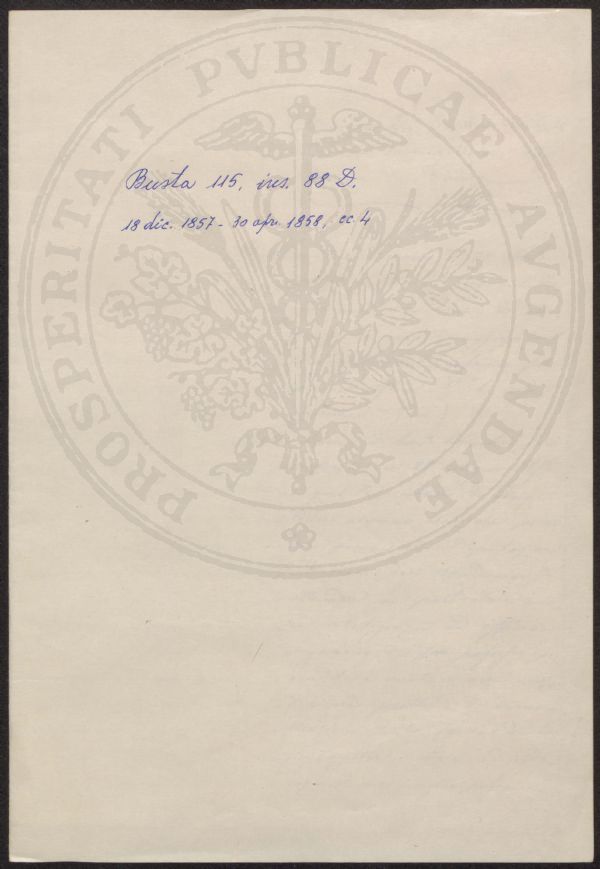 PROSPERITATI PVBLICAE AVGENDAE
Busta 115, ins. 88 D.
18 dic. 1857 - 30 apr. 1858, cc. 4